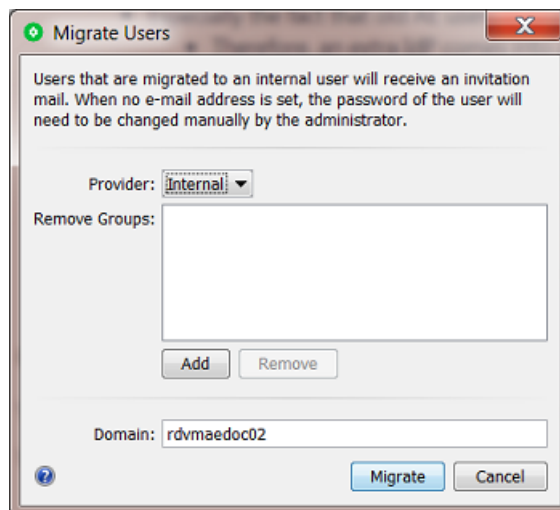 Migrate Users
Users that are migrated to an internal user will receive an invitation
mail. When no e-mail address is set, the password of the user will
need to be changed manually by the administrator.
Provider: Internal
Remove Groups:
Add Remove
Domain: rdvmaedoc02
Migrate Cancel